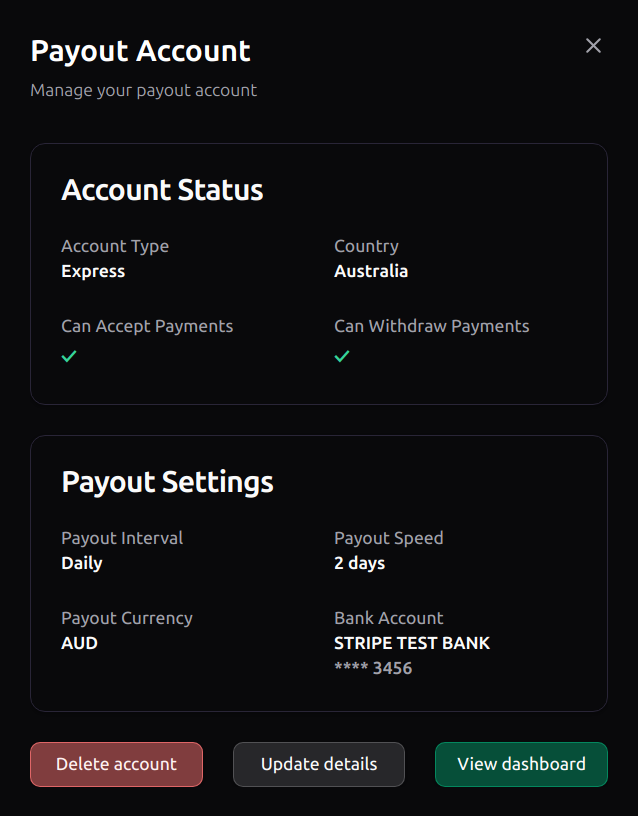 Payout Account
Manage your payout account
Account Status
Account Type
Express
Country
Australia
Can Accept Payments
Can Withdraw Payments
Payout Settings
Payout Interval
Daily
Payout Speed
2 days
Payout Currency
AUD
Bank Account
STRIPE TEST BANK
**** 3456
Delete account
Update details
View dashboard